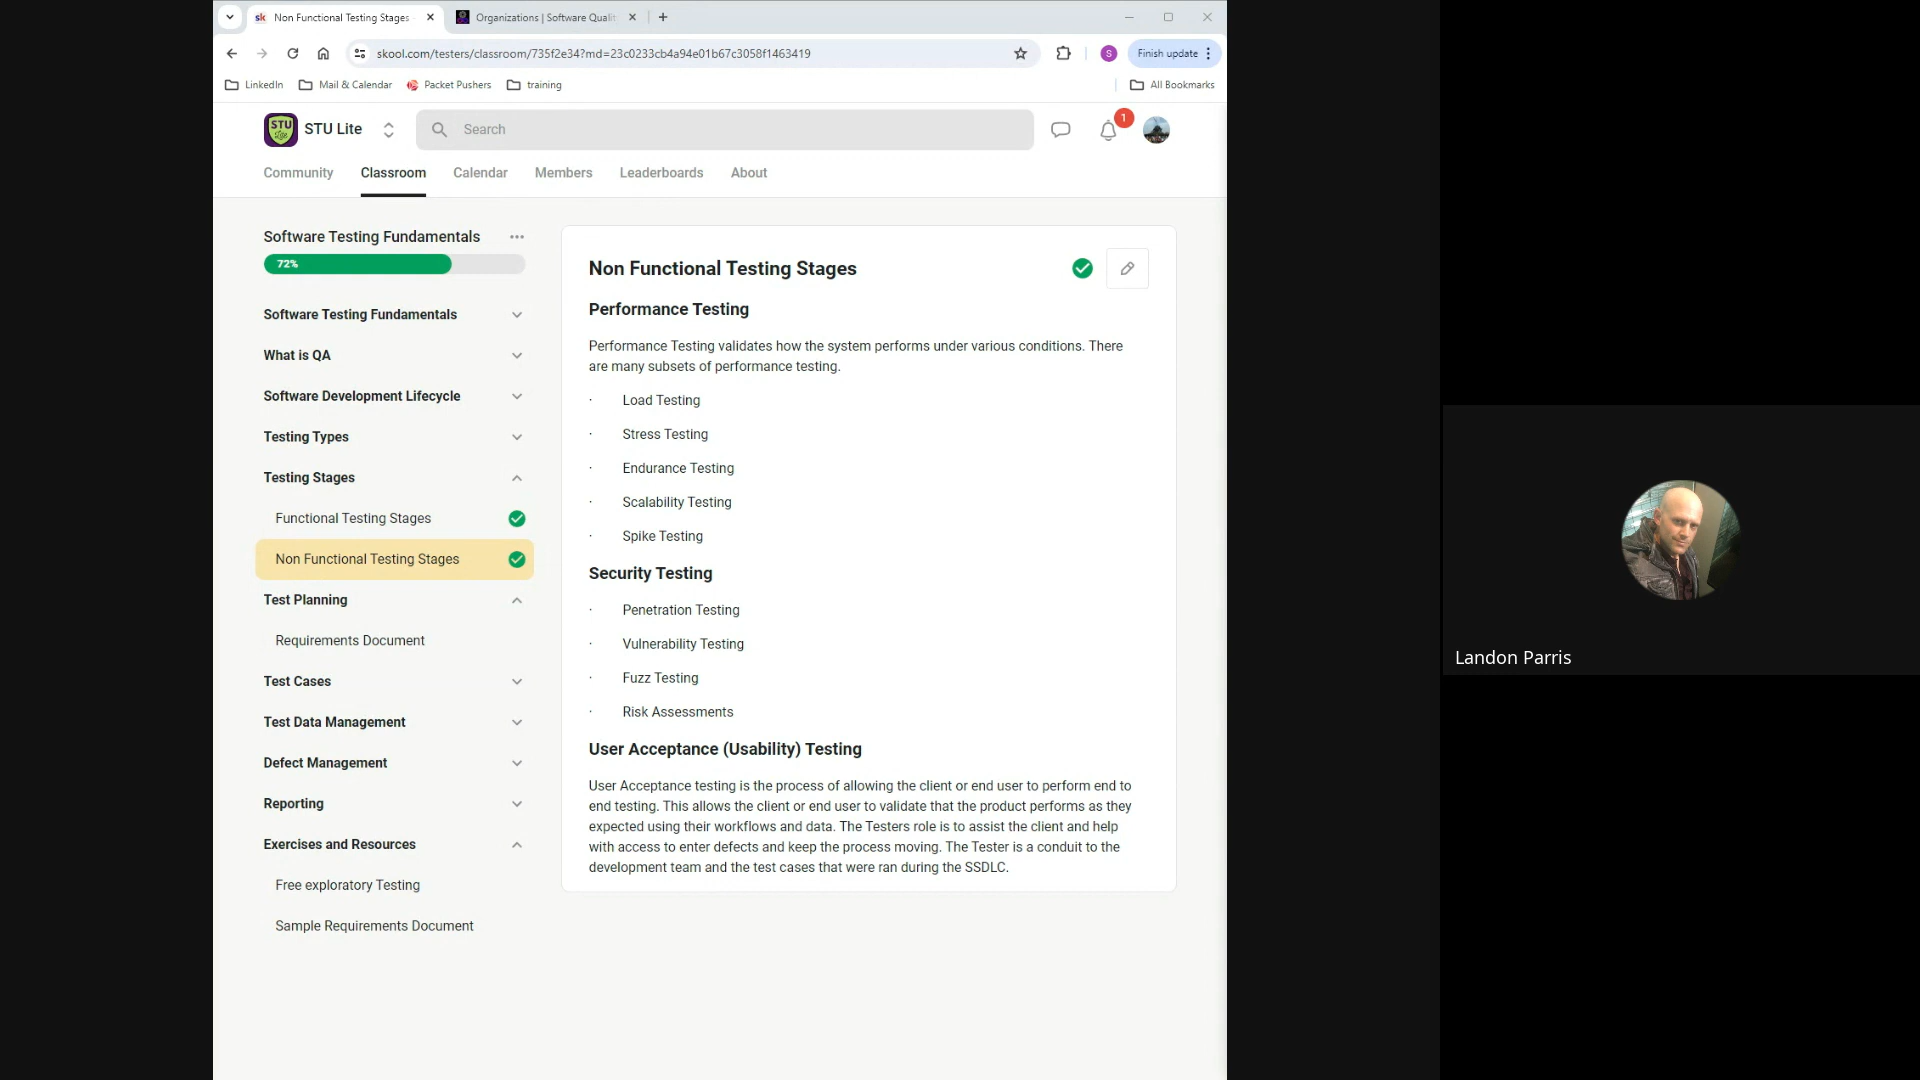 sk Non Functional Testing Stages
Organizations | Software Qualit
skool.com/testers/classroom/735f2e34?md=23c0233cb4a94e01b67c3058f1463419
S
Finish update
LinkedIn
Mail & Calendar
Packet Pushers
training
All Bookmarks
STU
Lite
STU Lite
Search
1
Community
Classroom
Calendar
Members
Leaderboards
About
Software Testing Fundamentals
72%
Software Testing Fundamentals
What is QA
Software Development Lifecycle
Testing Types
Testing Stages
Functional Testing Stages
Non Functional Testing Stages
Test Planning
Requirements Document
Test Cases
Test Data Management
Defect Management
Reporting
Exercises and Resources
Free exploratory Testing
Sample Requirements Document
Non Functional Testing Stages
Performance Testing
Performance Testing validates how the system performs under various conditions. There
are many subsets of performance testing.
· Load Testing
· Stress Testing
· Endurance Testing
· Scalability Testing
· Spike Testing
Security Testing
· Penetration Testing
· Vulnerability Testing
· Fuzz Testing
· Risk Assessments
User Acceptance (Usability) Testing
User Acceptance testing is the process of allowing the client or end user to perform end to
end testing. This allows the client or end user to validate that the product performs as they
expected using their workflows and data. The Testers role is to assist the client and help
with access to enter defects and keep the process moving. The Tester is a conduit to the
development team and the test cases that were ran during the SSDLC.
Landon Parris